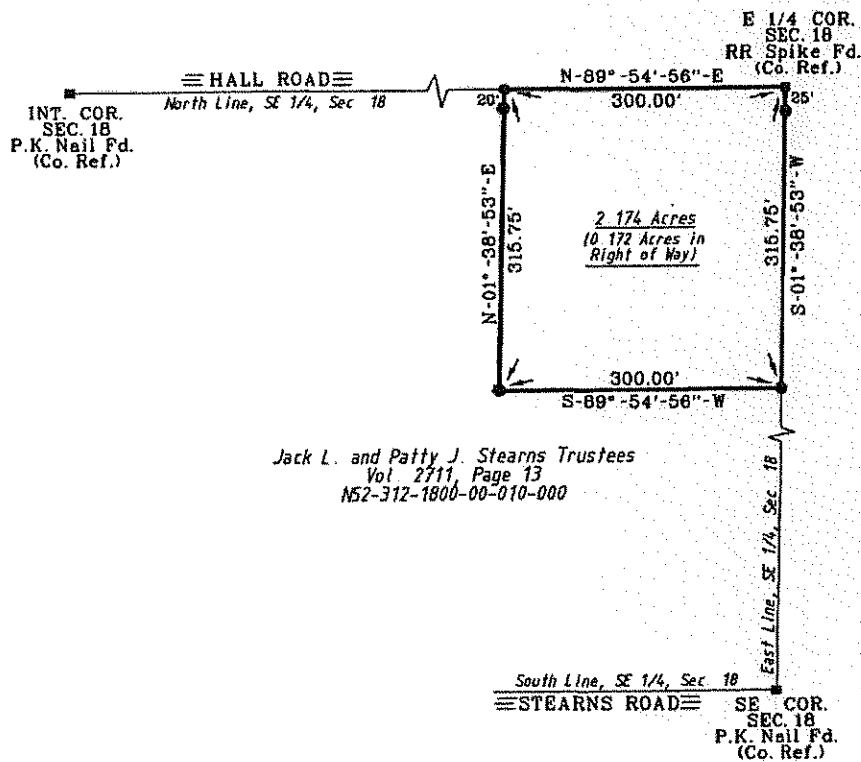 E 1/4 COR.
SEC. 18
RR Spike Fd.
(Co. Ref.)
≡HALL ROAD≡
North Line, SE 1/4, Sec 18
INT. COR.
SEC. 18
P.K. Nail Fd.
(Co. Ref.)
N-89°-54'-56"-E
300.00'
20'
25'
N-01°-38'-53"-E
315.75'
2.174 Acres
(0.172 Acres in
Right of Way)
315.75'
S-01°-38'-53"-W
300.00'
S-89°-54'-56"-W
Jack L. and Patty J. Stearns Trustees
Vol 2711, Page 13
N52-312-1800-00-010-000
East Line, SE 1/4, Sec 18
South Line, SE 1/4, Sec 18
≡STEARNS ROAD≡
SE COR.
SEC. 18
P.K. Nail Fd.
(Co. Ref.)